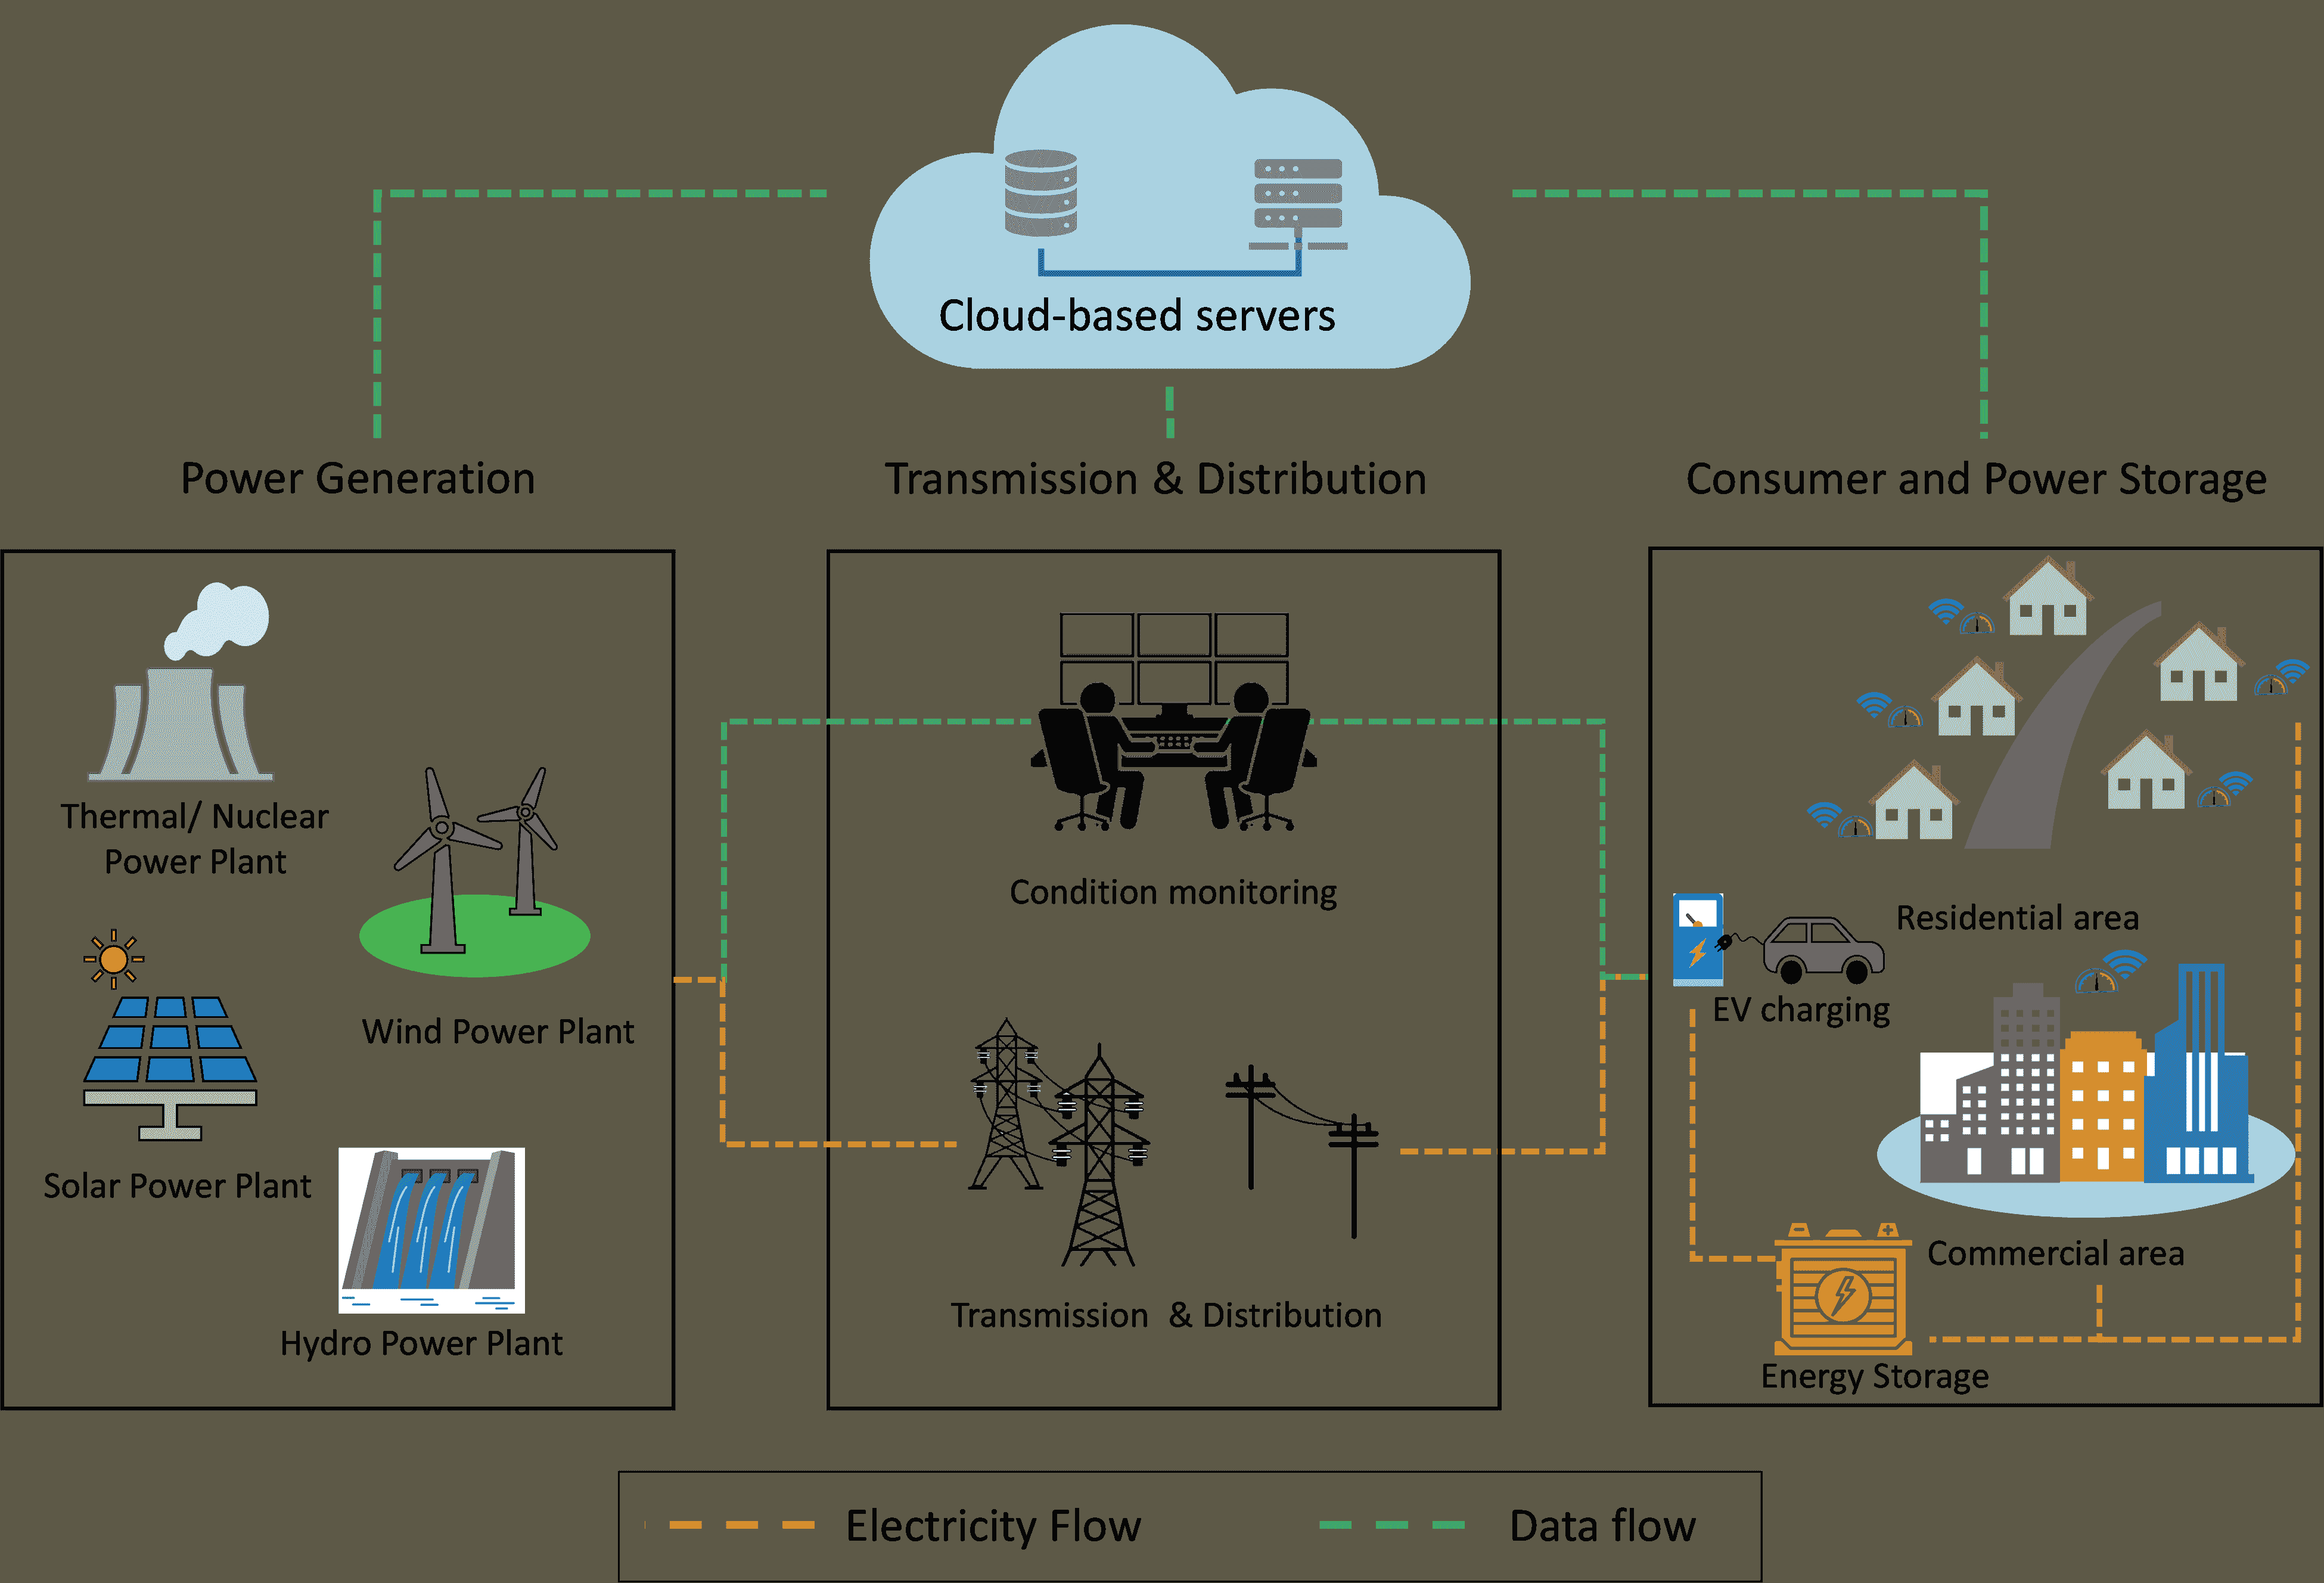 Cloud-based servers
Power Generation
Transmission & Distribution
Consumer and Power Storage
Thermal/ Nuclear
Power Plant
Wind Power Plant
Solar Power Plant
Hydro Power Plant
Condition monitoring
Transmission & Distribution
Residential area
EV charging
Commercial area
Energy Storage
Electricity Flow
Data flow